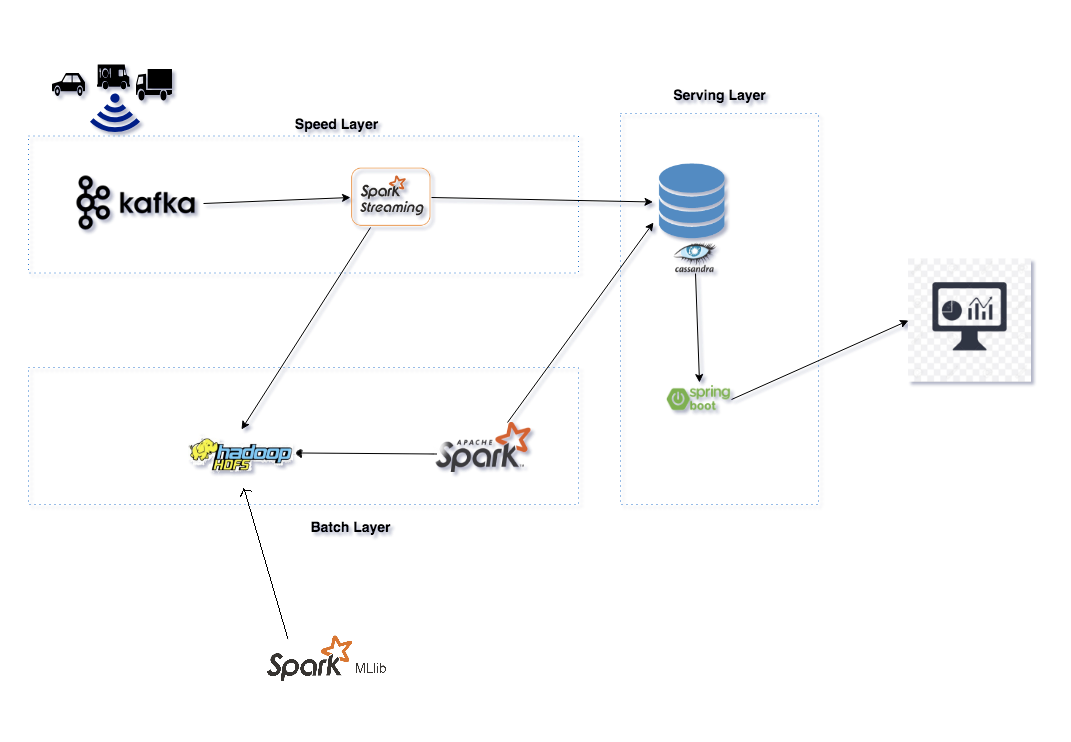 Serving Layer
Speed Layer
kafka
Spark
Streaming
cassandra
spring
boot
hadoop
HDFS
APACHE
Spark
Batch Layer
Spark MLlib